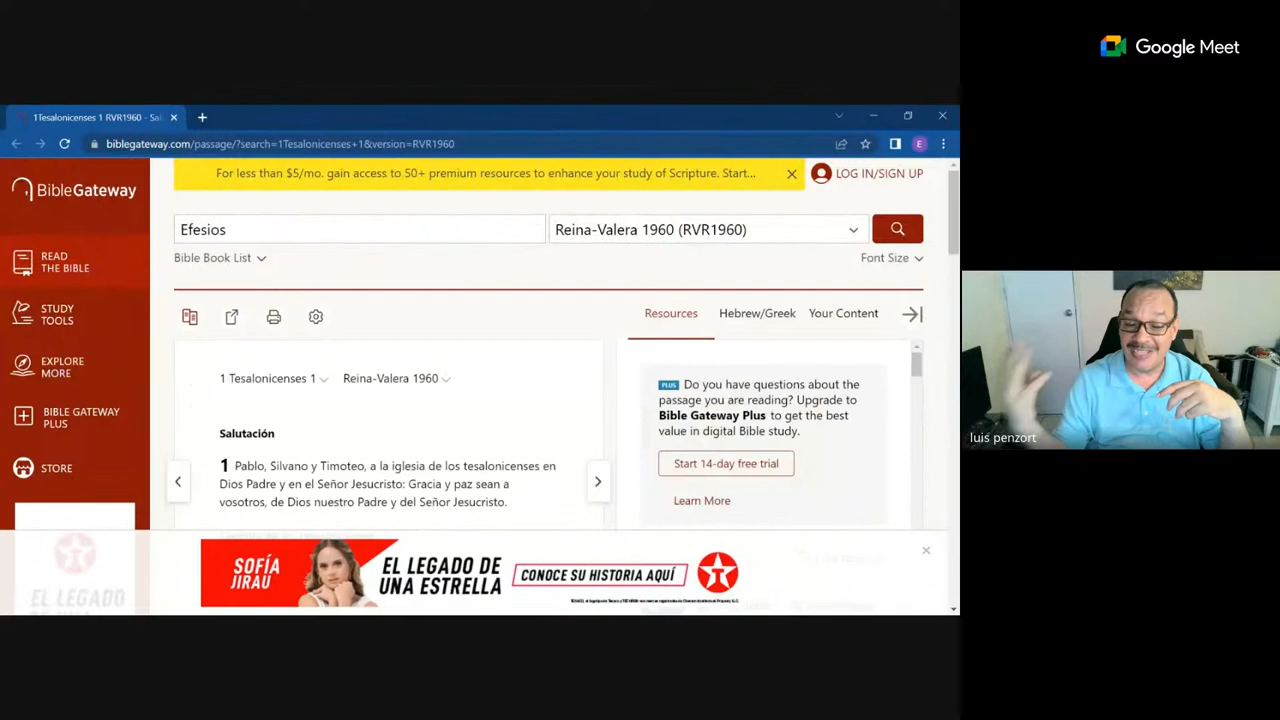 Google Meet
1Tesalonicenses 1 RVR1960 - Sal
biblegateway.com/passage/?search=1Tesalonicenses+1&version=RVR1960
E
BibleGateway
For less than $5/mo. gain access to 50+ premium resources to enhance your study of Scripture. Start...
LOG IN/SIGN UP
Efesios
Reina-Valera 1960 (RVR1960)
Bible Book List
Font Size
READ
THE BIBLE
STUDY
TOOLS
EXPLORE
MORE
BIBLE GATEWAY
PLUS
STORE
Resources
Hebrew/Greek
Your Content
1 Tesalonicenses 1
Reina-Valera 1960
Salutación
1 Pablo, Silvano y Timoteo, a la iglesia de los tesalonicenses en
Dios Padre y en el Señor Jesucristo: Gracia y paz sean a
vosotros, de Dios nuestro Padre y del Señor Jesucristo.
PLUS Do you have questions about the
passage you are reading? Upgrade to
Bible Gateway Plus to get the best
value in digital Bible study.
Start 14-day free trial
Learn More
luis penzort
SOFÍA
JIRAU
EL LEGADO DE
UNA ESTRELLA
CONOCE SU HISTORIA AQUÍ
T
EL LEGADO